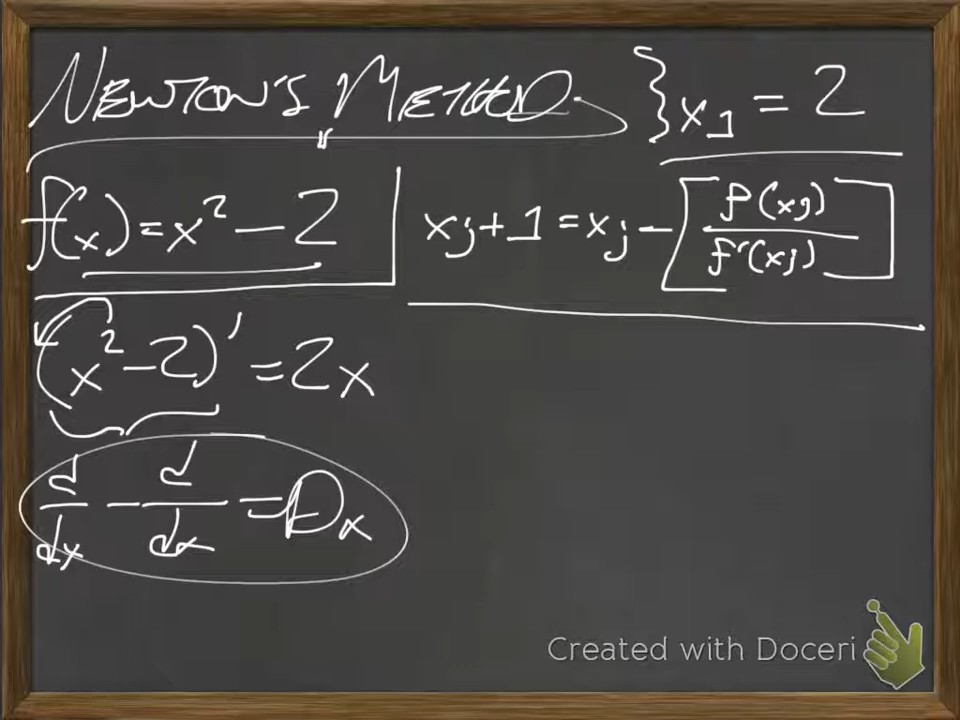 NEWTON'S METHOD
} x₁ = 2
f(x) = x² − 2
xj+1 = xj − [f(xj) / f'(xj)]
(x² − 2)' = 2x
d/dx − d/dx = Dx
Created with Doceri